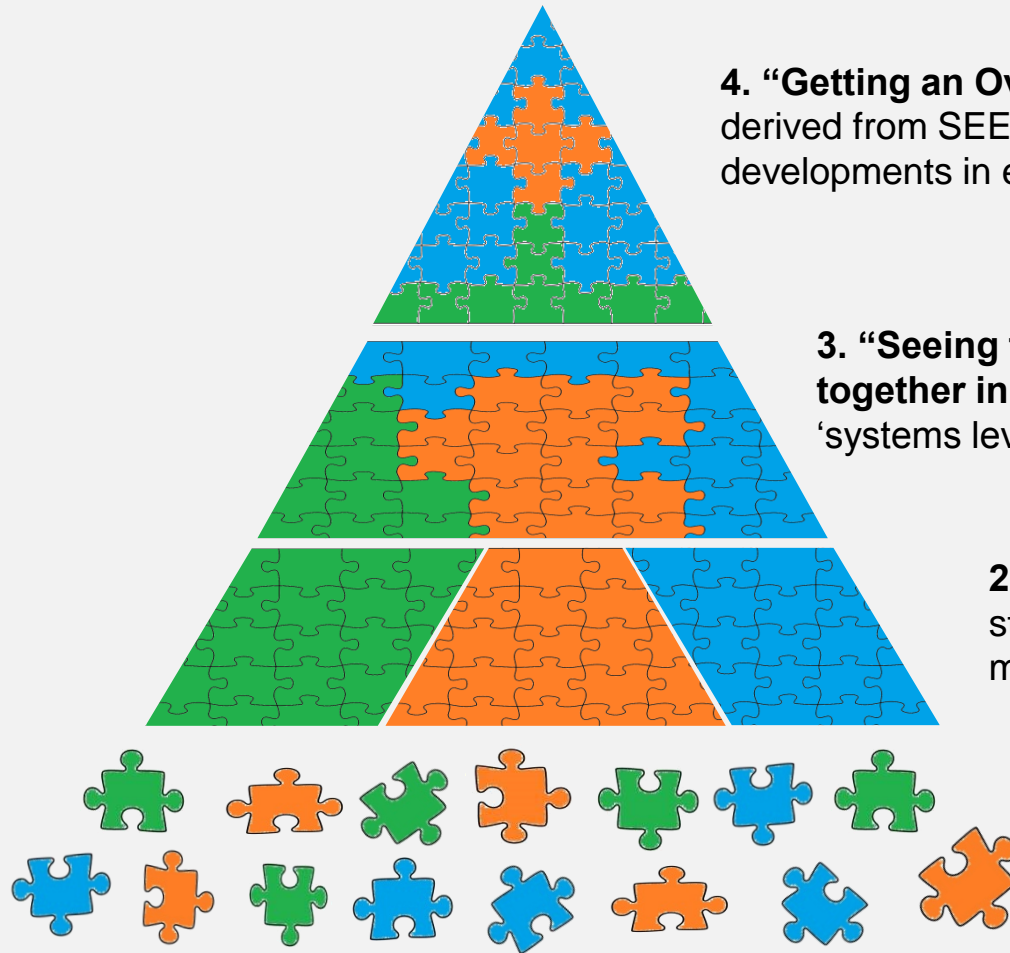 4. “Getting an Ov
derived from SEE
developments in e
3. “Seeing
together in
‘systems lev
2
st
m